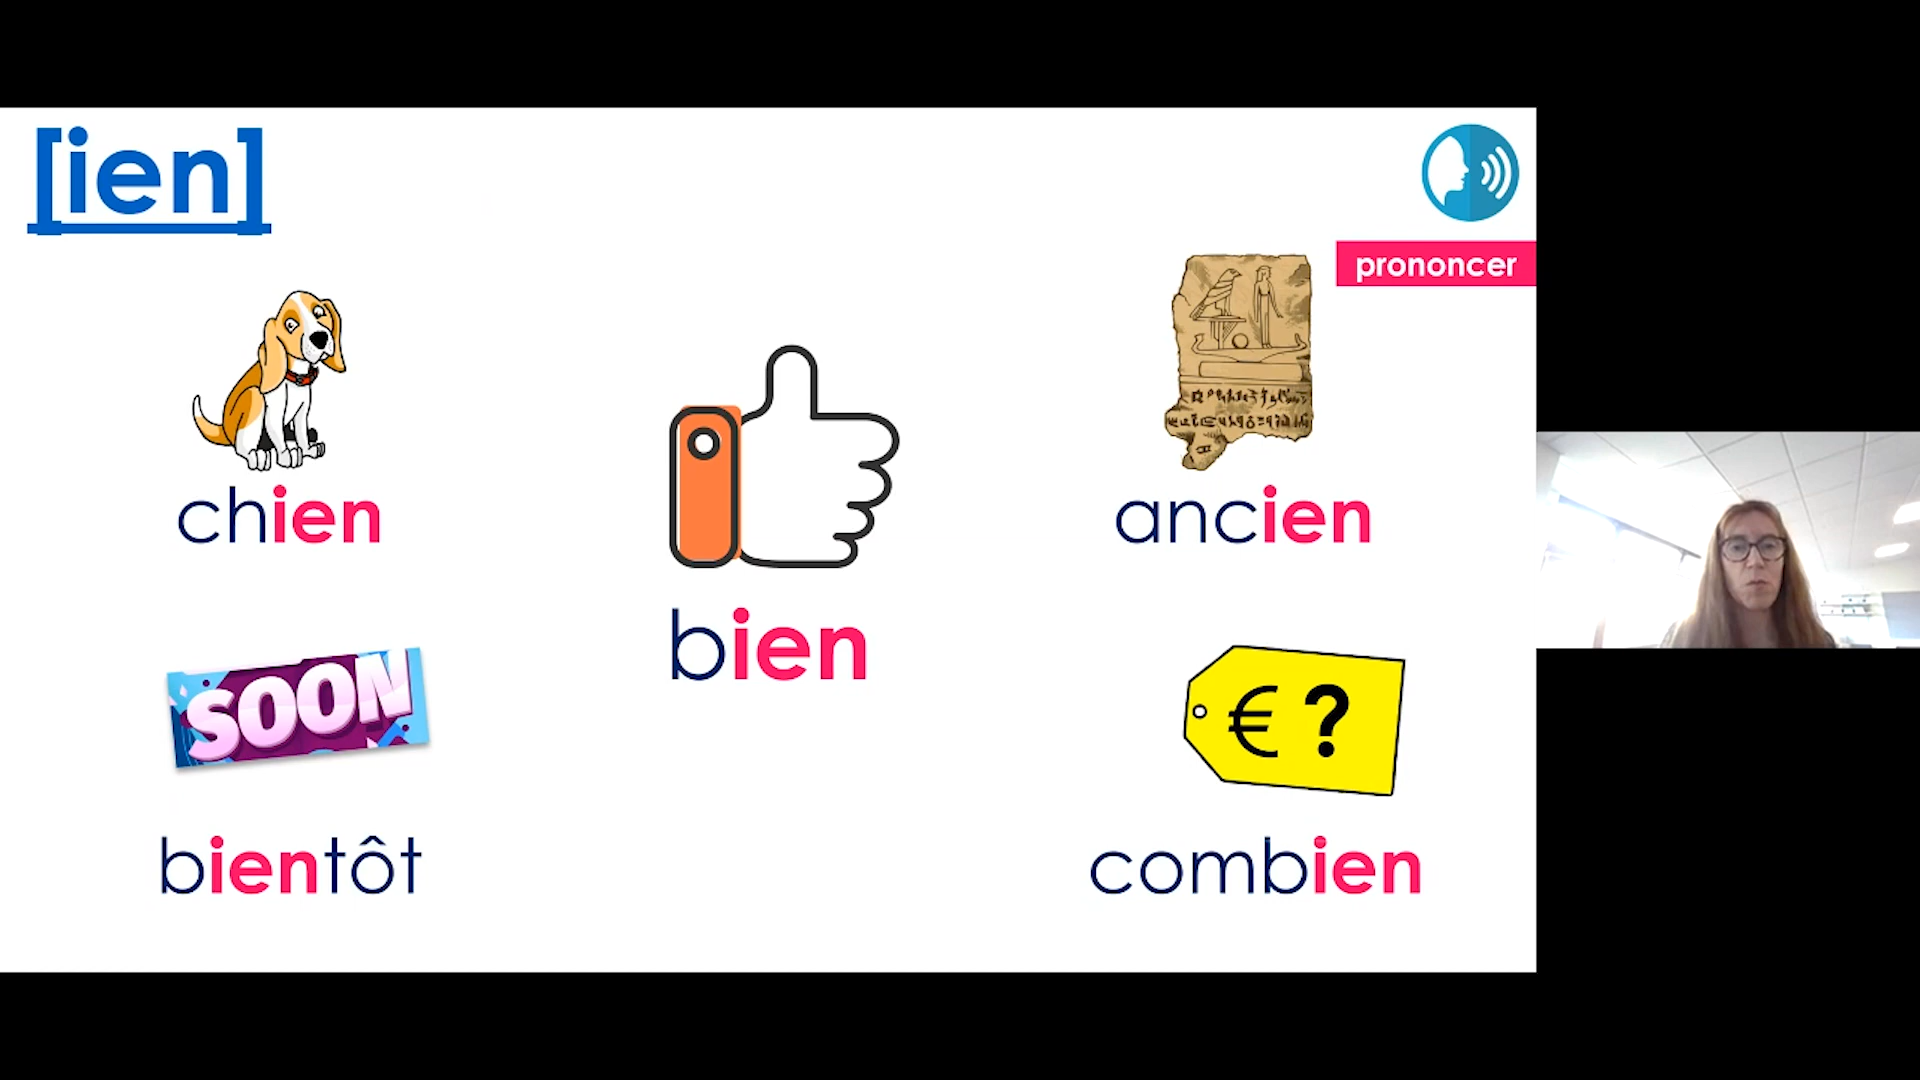 [ien]
prononcer
chien
bien
ancien
SOON
€ ?
bientôt
combien